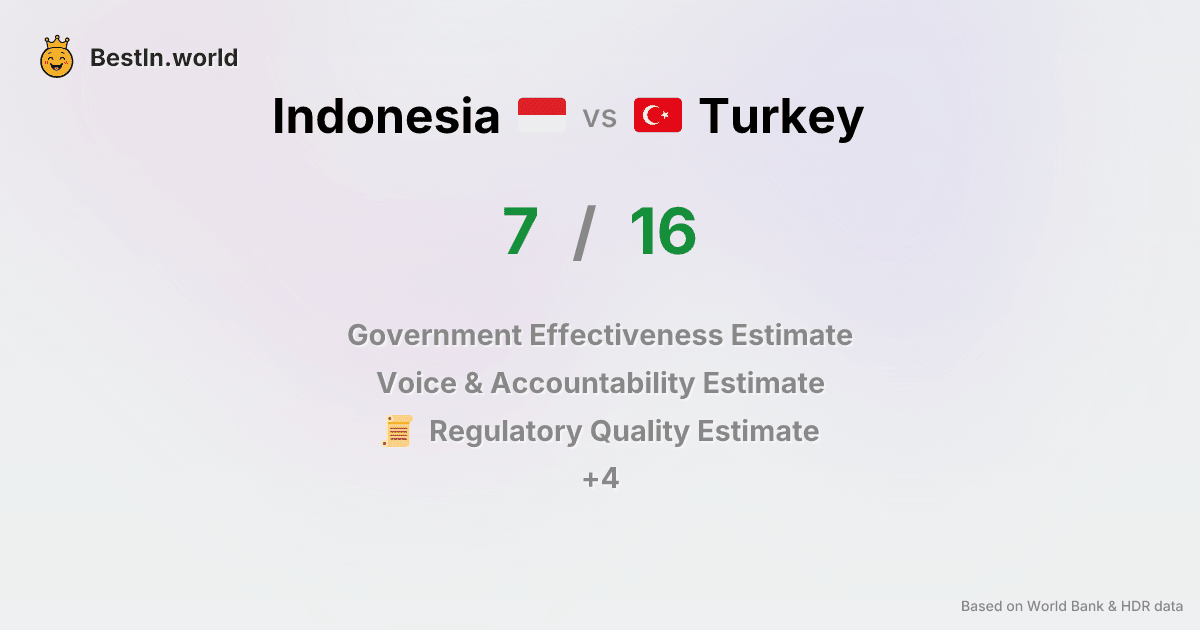 BestIn.world
Indonesia vs Turkey
7 / 16
Government Effectiveness Estimate
Voice & Accountability Estimate
Regulatory Quality Estimate
+4
Based on World Bank & HDR data